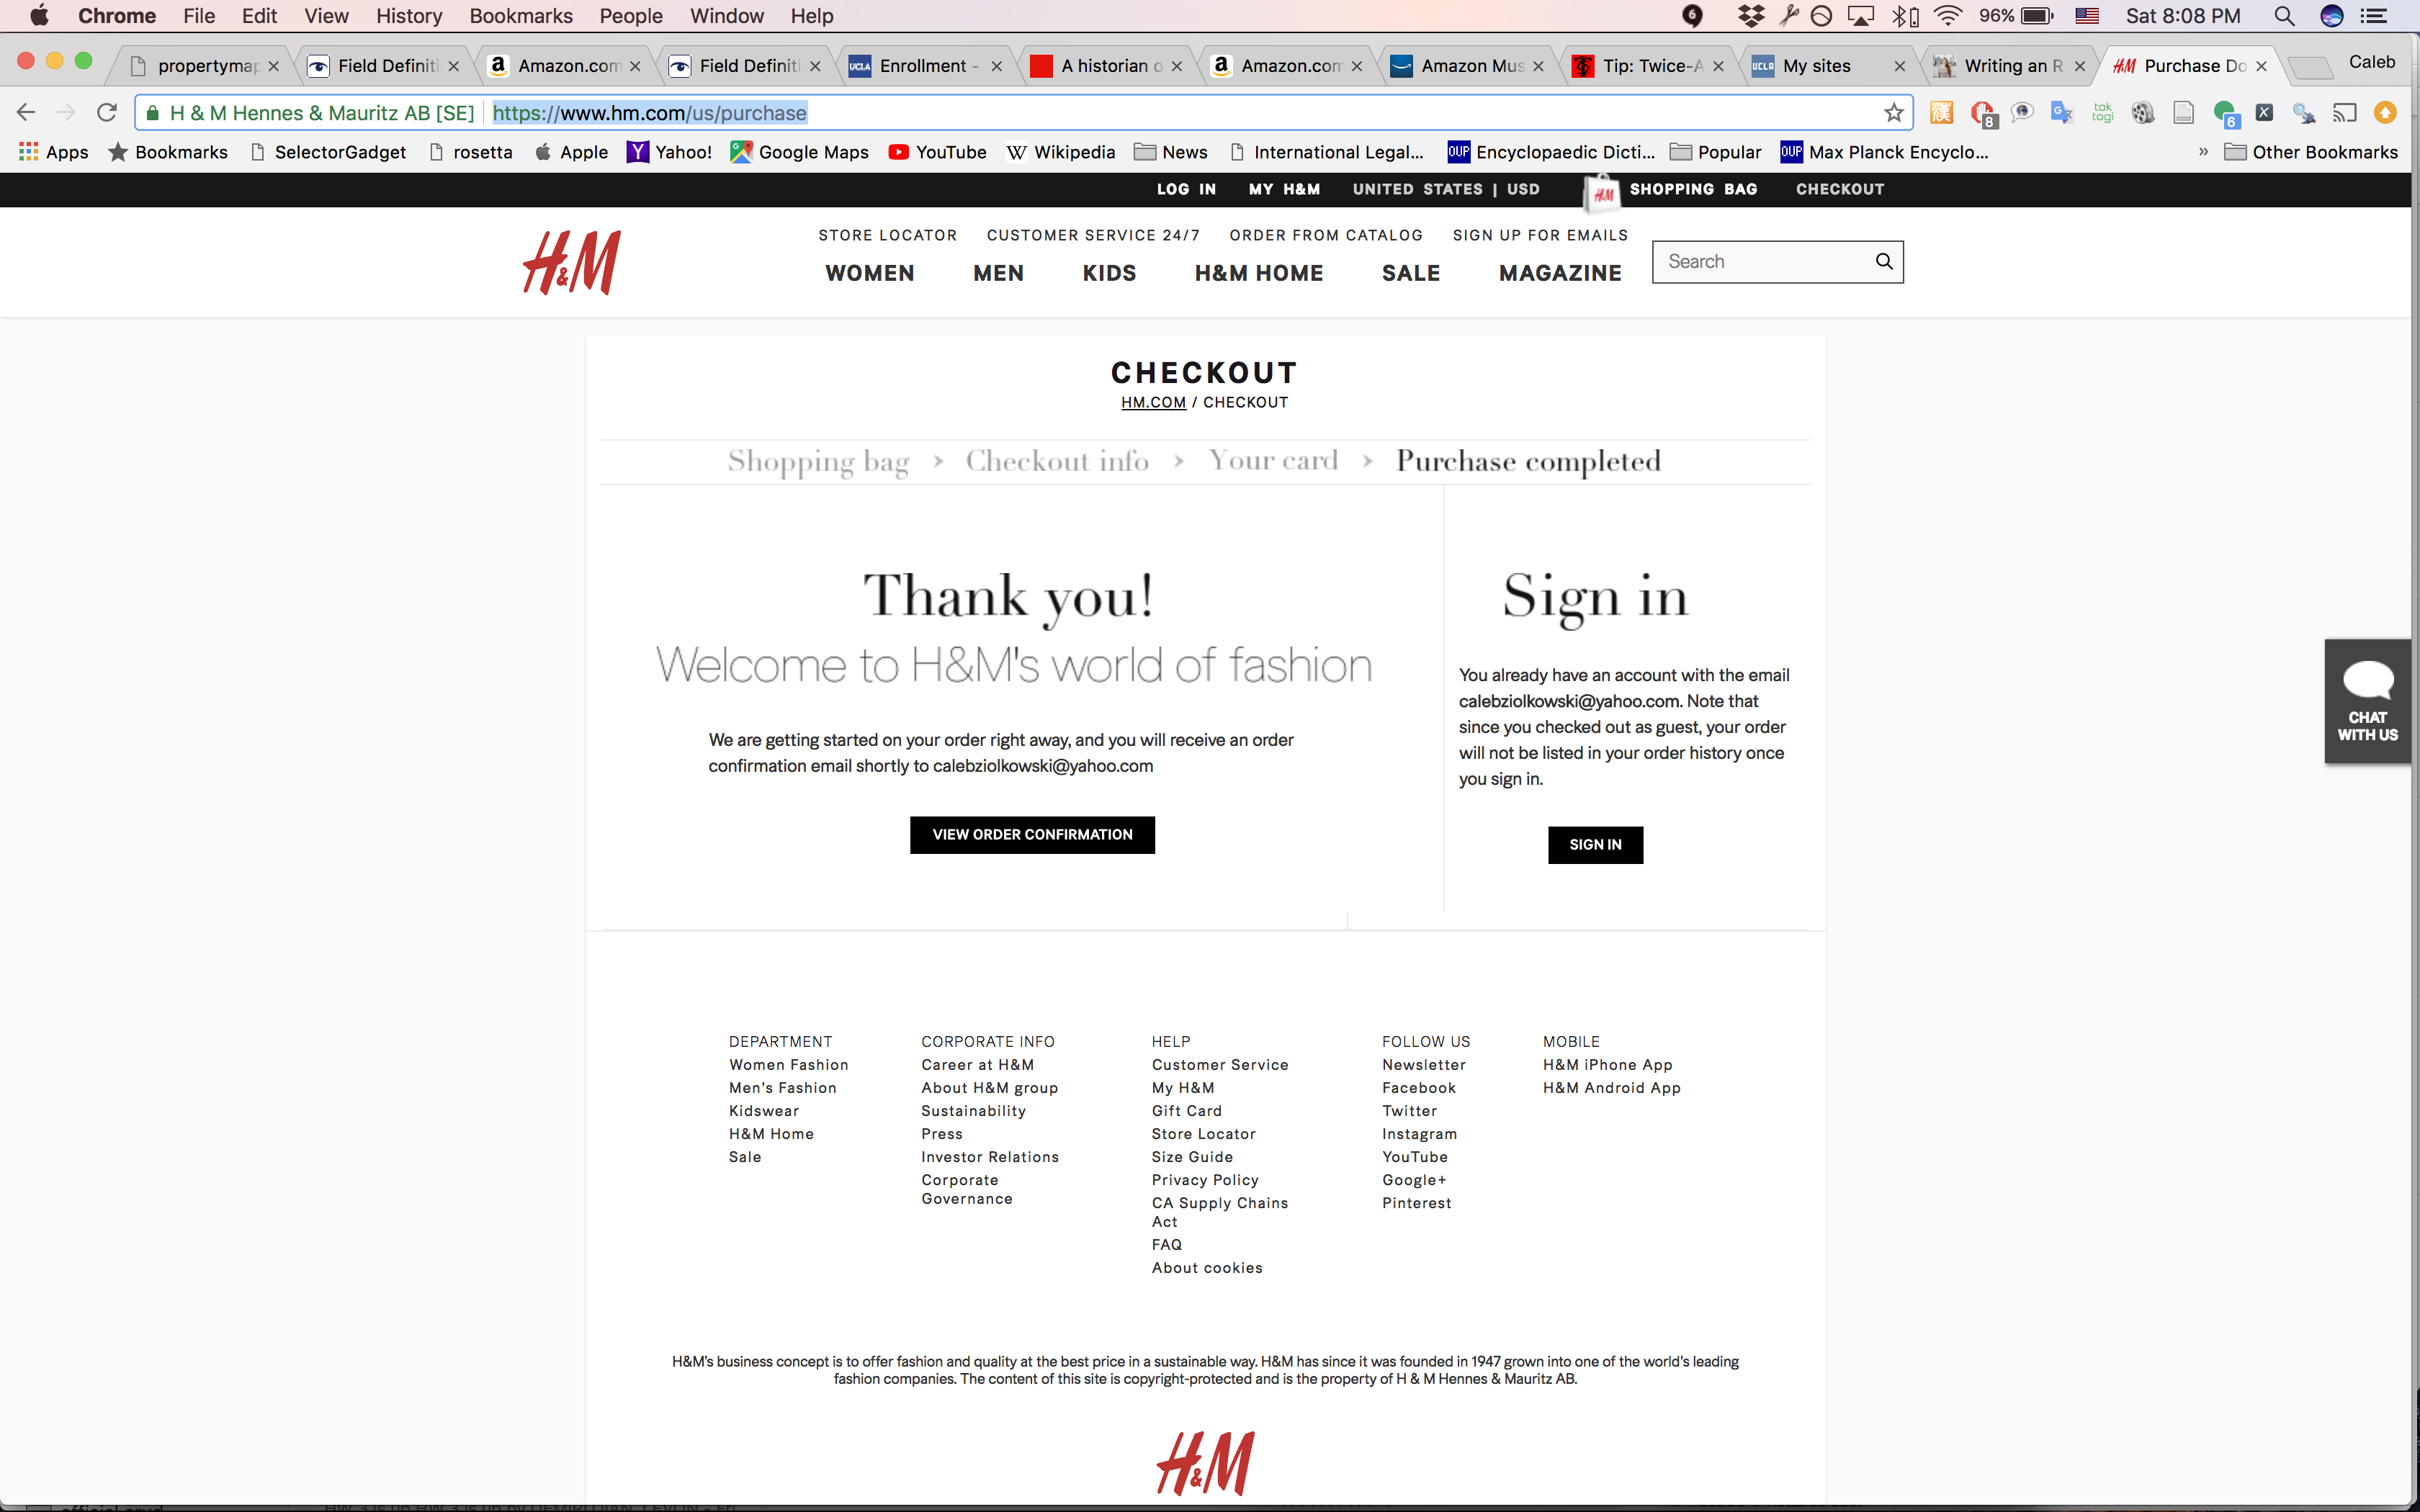 Chrome File Edit View History Bookmarks People Window Help 96% Sat 8:08 PM
propertymap Field Definiti Amazon.com Field Definiti Enrollment - A historian o Amazon.com Amazon Mus Tip: Twice-A My sites Writing an R Purchase Do Caleb
H & M Hennes & Mauritz AB [SE] https://www.hm.com/us/purchase
Apps Bookmarks SelectorGadget rosetta Apple Yahoo! Google Maps YouTube Wikipedia News International Legal... Encyclopaedic Dicti... Popular Max Planck Encyclo... » Other Bookmarks
LOG IN MY H&M UNITED STATES | USD SHOPPING BAG CHECKOUT
STORE LOCATOR CUSTOMER SERVICE 24/7 ORDER FROM CATALOG SIGN UP FOR EMAILS
H&M WOMEN MEN KIDS H&M HOME SALE MAGAZINE Search
CHECKOUT
HM.COM / CHECKOUT
Shopping bag > Checkout info > Your card > Purchase completed
Thank you!
Welcome to H&M's world of fashion
We are getting started on your order right away, and you will receive an order
confirmation email shortly to calebziolkowski@yahoo.com
VIEW ORDER CONFIRMATION
Sign in
You already have an account with the email
calebziolkowski@yahoo.com. Note that
since you checked out as guest, your order
will not be listed in your order history once
you sign in.
SIGN IN
CHAT
WITH US
DEPARTMENT
Women Fashion
Men's Fashion
Kidswear
H&M Home
Sale
CORPORATE INFO
Career at H&M
About H&M group
Sustainability
Press
Investor Relations
Corporate
Governance
HELP
Customer Service
My H&M
Gift Card
Store Locator
Size Guide
Privacy Policy
CA Supply Chains
Act
FAQ
About cookies
FOLLOW US
Newsletter
Facebook
Twitter
Instagram
YouTube
Google+
Pinterest
MOBILE
H&M iPhone App
H&M Android App
H&M's business concept is to offer fashion and quality at the best price in a sustainable way. H&M has since it was founded in 1947 grown into one of the world's leading
fashion companies. The content of this site is copyright-protected and is the property of H & M Hennes & Mauritz AB.
H&M